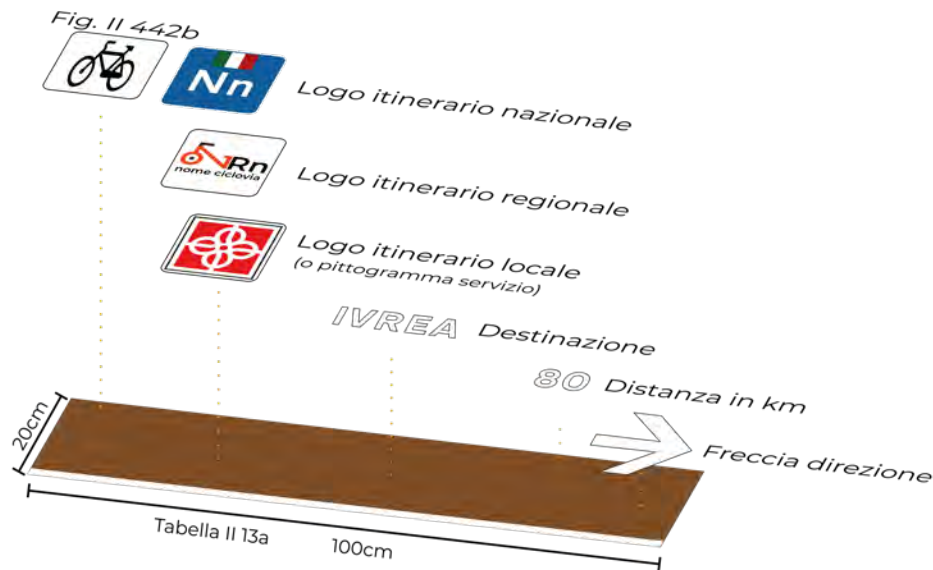 Fig. II 442b
Nn
Logo itinerario nazionale
Rn
nome ciclovia
Logo itinerario regionale
Logo itinerario locale
(o pittogramma servizio)
IVREA
Destinazione
80
Distanza in km
Freccia direzione
20cm
Tabella II 13a
100cm